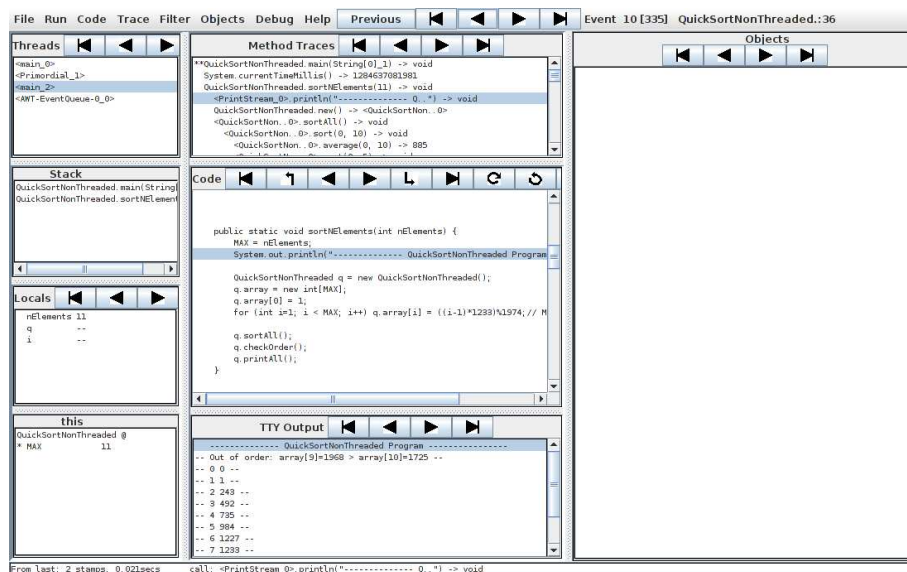 File Run Code Trace Filter Objects Debug Help Previous Event 10 [335] QuickSortNonThreaded.:36
Threads
<main_0>
<Primordial_1>
<main_2>
<AWT-EventQueue-0_0>
Method Traces
**QuickSortNonThreaded.main(String[0]_1) -> void
System.currentTimeMillis() -> 1284637081981
QuickSortNonThreaded.sortNElements(11) -> void
<PrintStream_0>.println("-------------- Q..") -> void
QuickSortNonThreaded.new() -> <QuickSortNon..0>
<QuickSortNon..0>.sortAll() -> void
<QuickSortNon..0>.sort(0, 10) -> void
<QuickSortNon..0>.average(0, 10) -> 885
Objects
Stack
QuickSortNonThreaded.main(String[
QuickSortNonThreaded.sortNElement
Code
public static void sortNElements(int nElements) {
MAX = nElements;
System.out.println("-------------- QuickSortNonThreaded Program
QuickSortNonThreaded q = new QuickSortNonThreaded();
q.array = new int[MAX];
q.array[0] = 1;
for (int i=1; i < MAX; i++) q.array[i] = ((i-1)*1233)%1974;// M
q.sortAll();
q.checkOrder();
q.printAll();
}
Locals
nElements 11
q --
i --
this
QuickSortNonThreaded @
* MAX 11
TTY Output
-------------- QuickSortNonThreaded Program ----------------
-- Out of order: array[9]=1968 > array[10]=1725 --
-- 0 0 --
-- 1 1 --
-- 2 243 --
-- 3 492 --
-- 4 735 --
-- 5 984 --
-- 6 1227 --
-- 7 1233 --
From last: 2 stamps, 0.021secs call: <PrintStream_0>.println("-------------- Q..") -> void